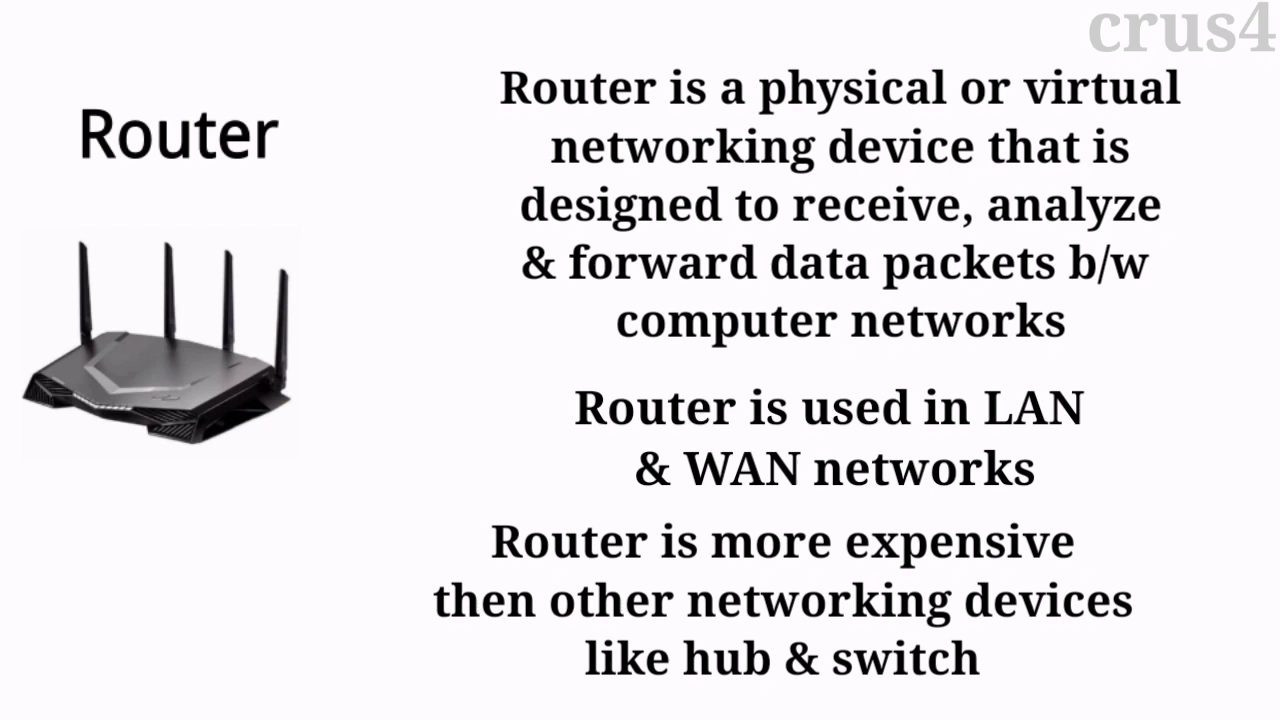 crus4
Router
Router is a physical or virtual
networking device that is
designed to receive, analyze
& forward data packets b/w
computer networks
Router is used in LAN
& WAN networks
Router is more expensive
then other networking devices
like hub & switch